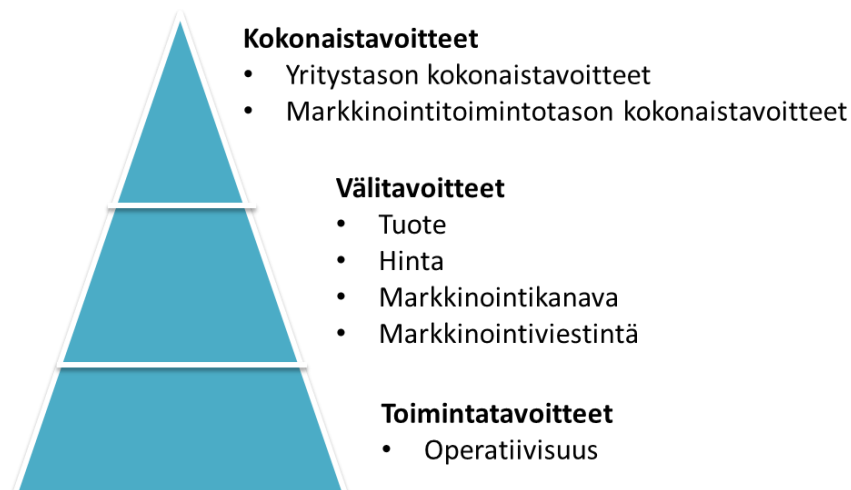 Kokonaistavoitteet
• Yritystason kokonaistavoitteet
• Markkinointitoimintotason kokonaistavoitteet
Välitavoitteet
• Tuote
• Hinta
• Markkinointikanava
• Markkinointiviestintä
Toimintatavoitteet
• Operatiivisuus